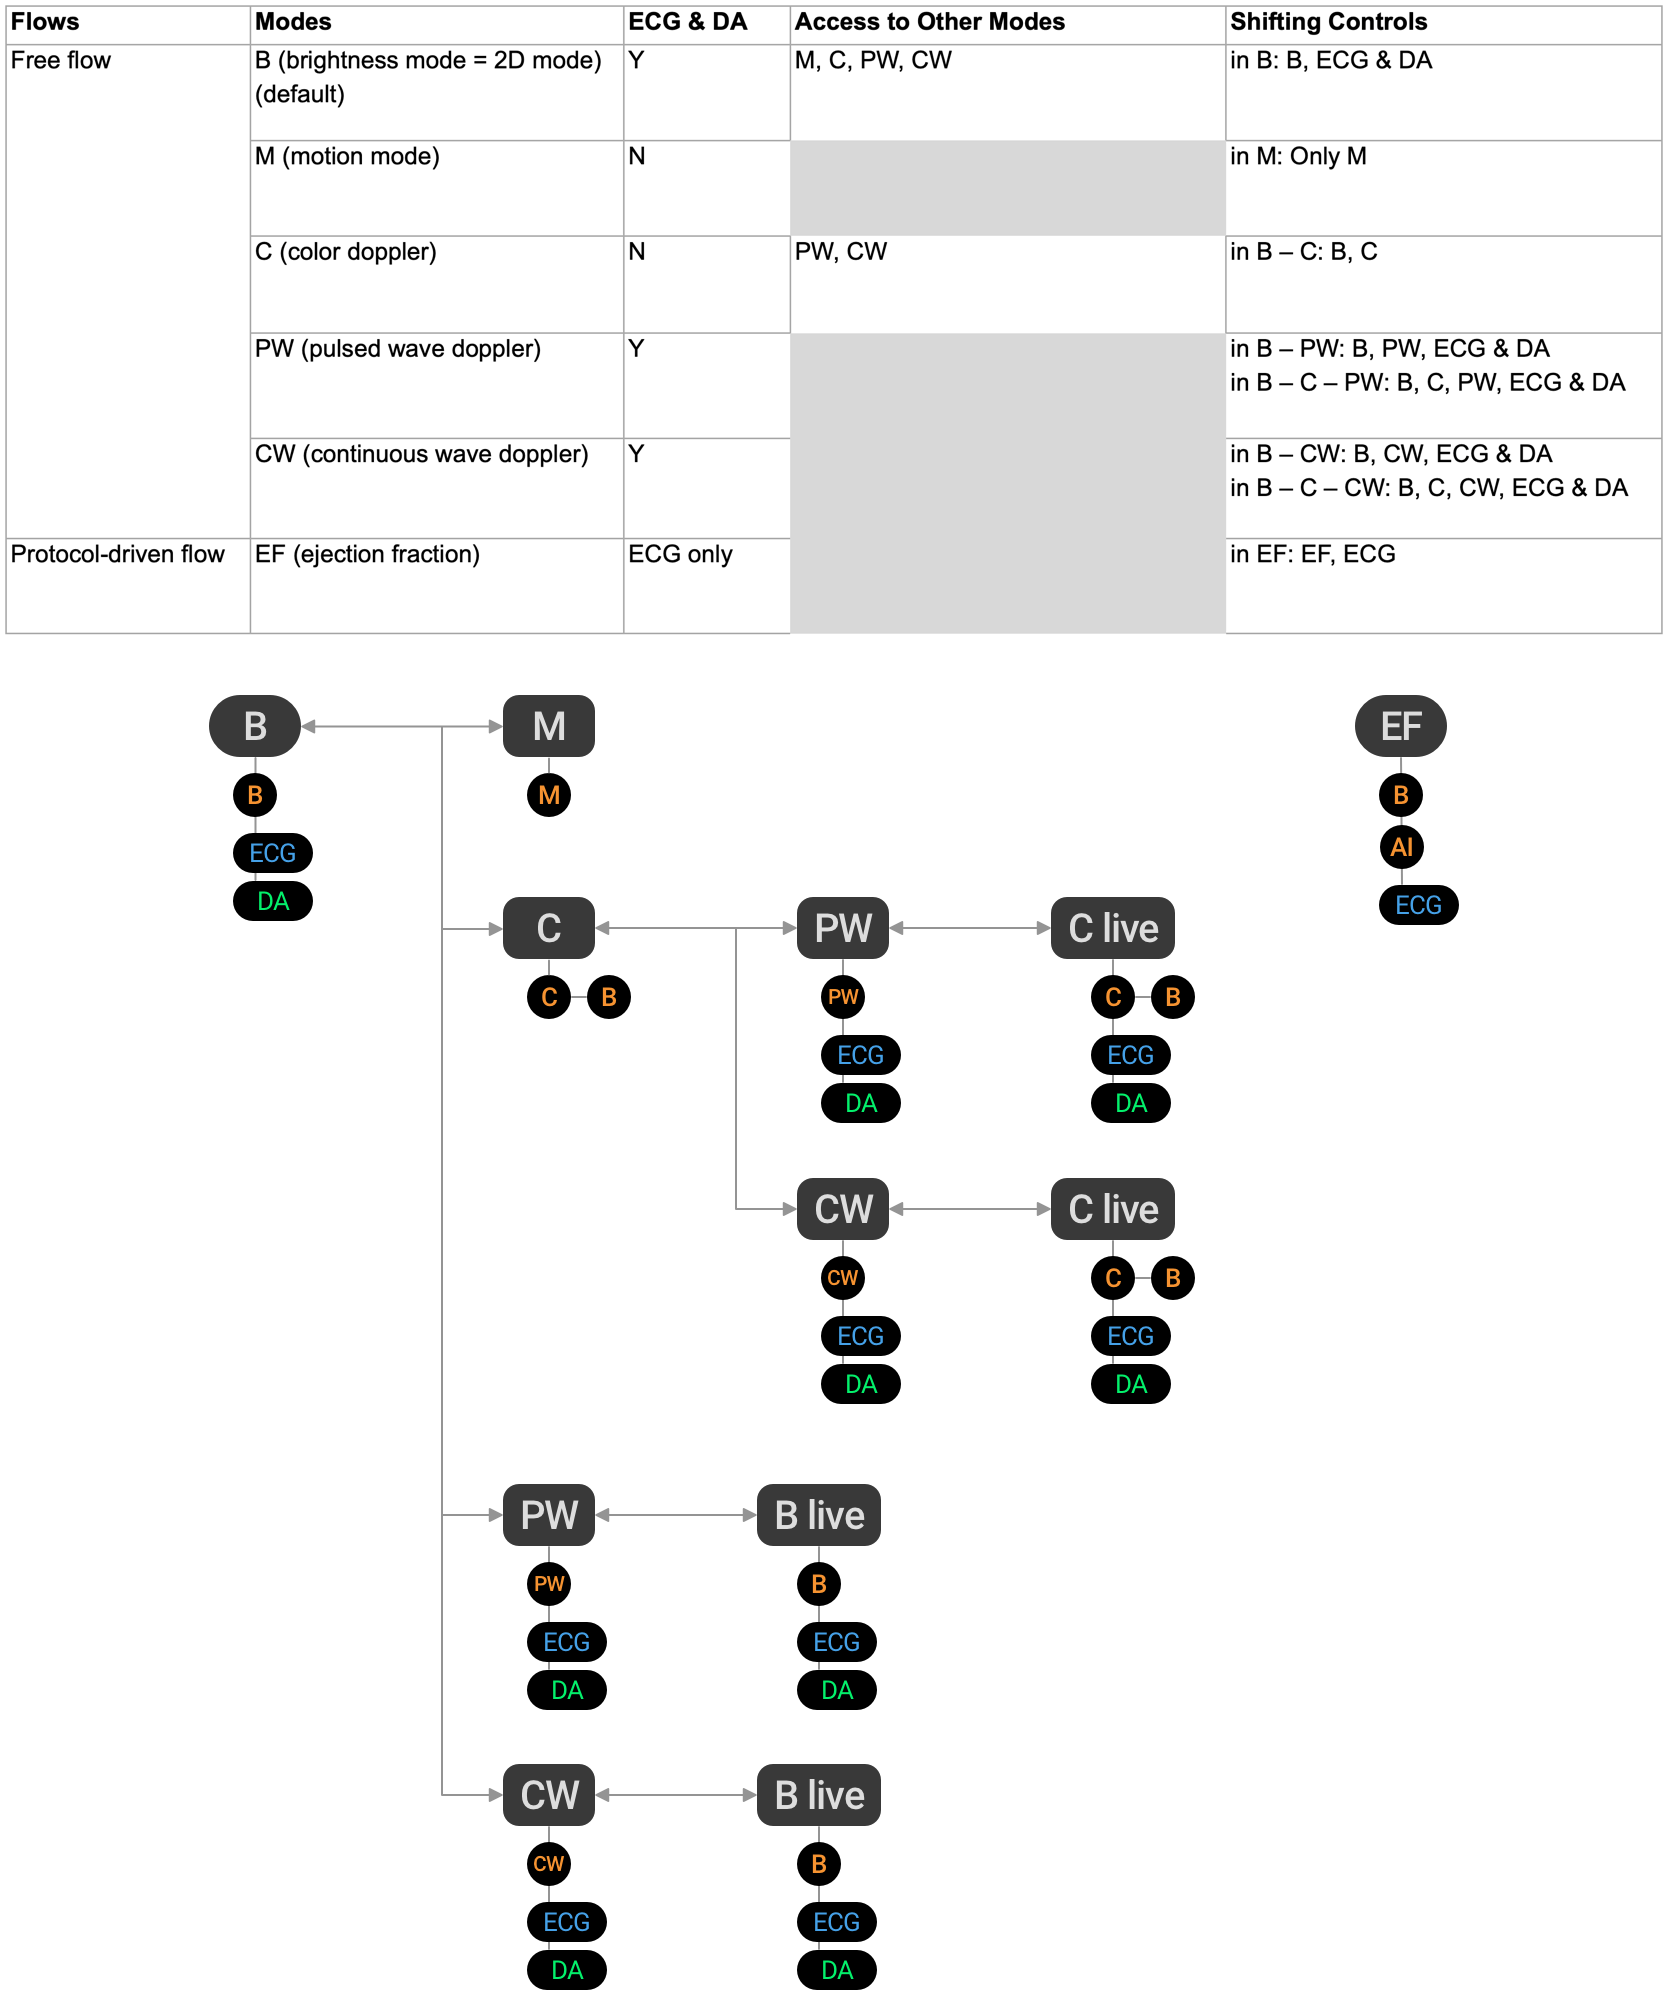 Flows Modes ECG & DA Access to Other Modes Shifting Controls
Free flow B (brightness mode = 2D mode) Y M, C, PW, CW in B: B, ECG & DA
(default)
M (motion mode) N in M: Only M
C (color doppler) N PW, CW in B – C: B, C
PW (pulsed wave doppler) Y in B – PW: B, PW, ECG & DA
in B – C – PW: B, C, PW, ECG & DA
CW (continuous wave doppler) Y in B – CW: B, CW, ECG & DA
in B – C – CW: B, C, CW, ECG & DA
Protocol-driven flow EF (ejection fraction) ECG only in EF: EF, ECG
B M EF
B M B
ECG AI
DA ECG
C PW C live
C B PW C B
ECG ECG
DA DA
CW C live
CW C B
ECG ECG
DA DA
PW B live
PW B
ECG ECG
DA DA
CW B live
CW B
ECG ECG
DA DA